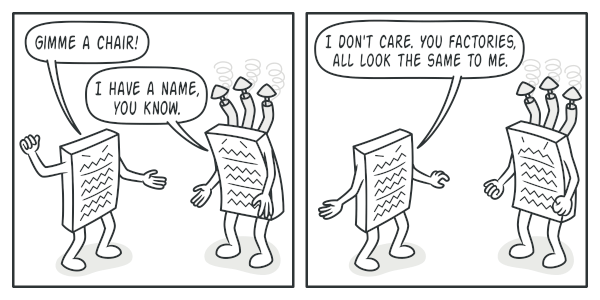 GIMME A CHAIR!
I HAVE A NAME,
YOU KNOW.
I DON'T CARE. YOU FACTORIES,
ALL LOOK THE SAME TO ME.